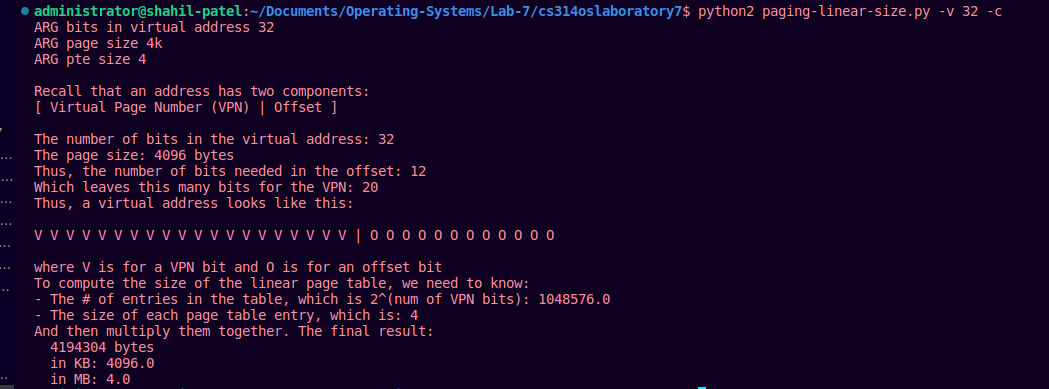 administrator@shahil-patel:~/Documents/Operating-Systems/Lab-7/cs314oslaboratory7$ python2 paging-linear-size.py -v 32 -c
ARG bits in virtual address 32
ARG page size 4k
ARG pte size 4
Recall that an address has two components:
[ Virtual Page Number (VPN) | Offset ]
The number of bits in the virtual address: 32
The page size: 4096 bytes
Thus, the number of bits needed in the offset: 12
Which leaves this many bits for the VPN: 20
Thus, a virtual address looks like this:
V V V V V V V V V V V V V V V V V V V V | O O O O O O O O O O O O
where V is for a VPN bit and O is for an offset bit
To compute the size of the linear page table, we need to know:
- The # of entries in the table, which is 2^(num of VPN bits): 1048576.0
- The size of each page table entry, which is: 4
And then multiply them together. The final result:
4194304 bytes
in KB: 4096.0
in MB: 4.0